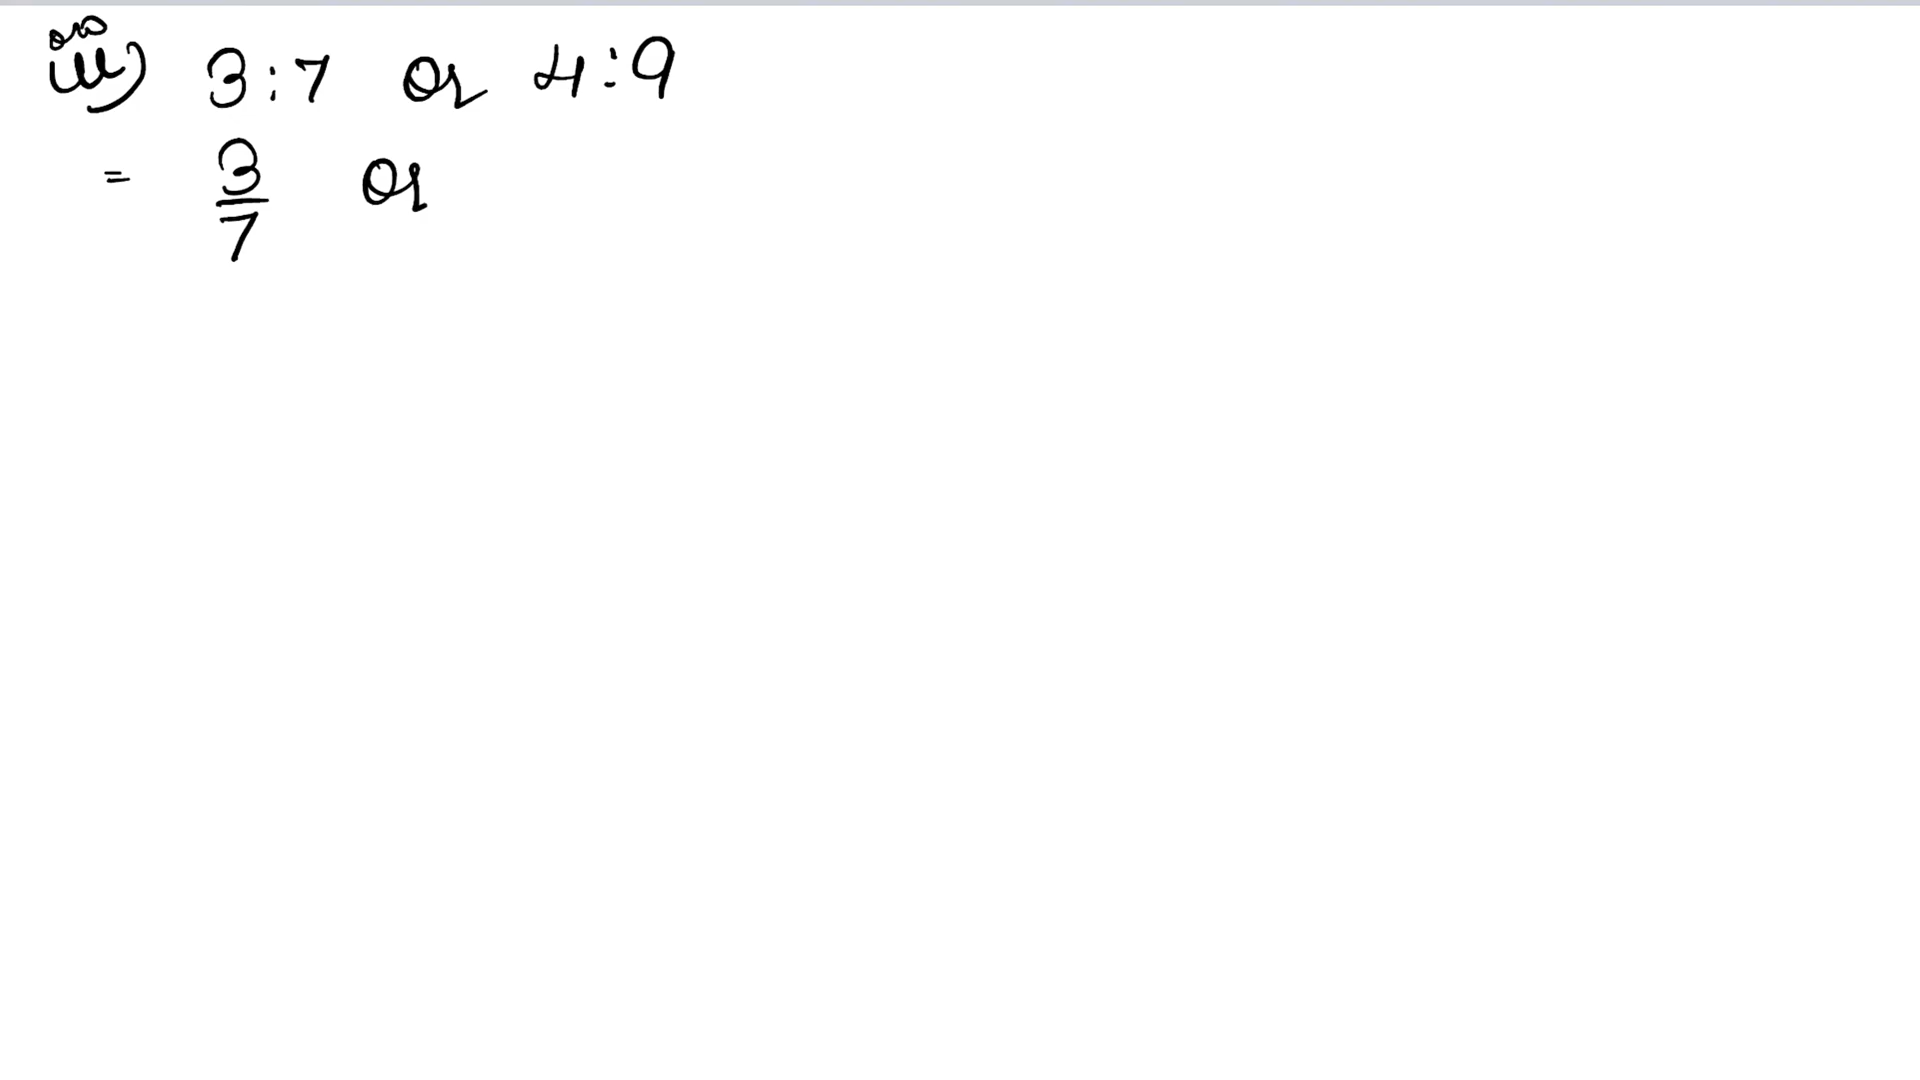 iii) 3:7 or 4:9
= 3/7 or